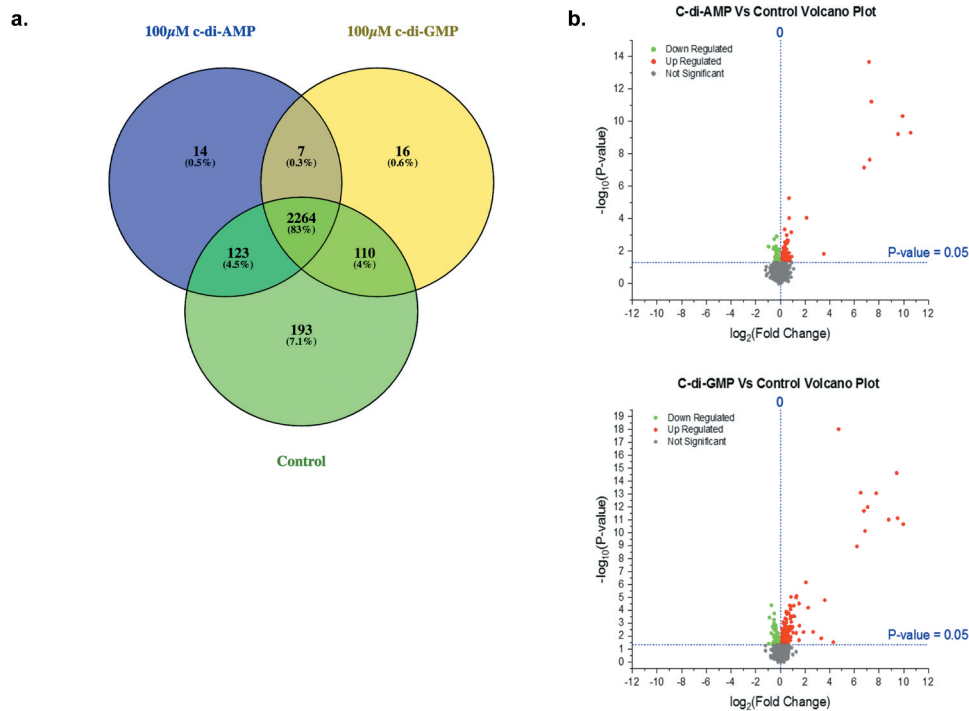 a.
100µM c-di-AMP
100µM c-di-GMP
14
(0.5%)
7
(0.3%)
16
(0.6%)
2264
(83%)
123
(4.5%)
110
(4%)
193
(7.1%)
Control
b.
C-di-AMP Vs Control Volcano Plot
0
Down Regulated
Up Regulated
Not Significant
14
12
10
8
6
4
2
0
-log10(P-value)
P-value = 0.05
-12 -10 -8 -6 -4 -2 0 2 4 6 8 10 12
log2(Fold Change)
C-di-GMP Vs Control Volcano Plot
0
Down Regulated
Up Regulated
Not Significant
19
18
17
16
15
14
13
12
11
10
9
8
7
6
5
4
3
2
1
0
-log10(P-value)
P-value = 0.05
-12 -10 -8 -6 -4 -2 0 2 4 6 8 10 12
log2(Fold Change)